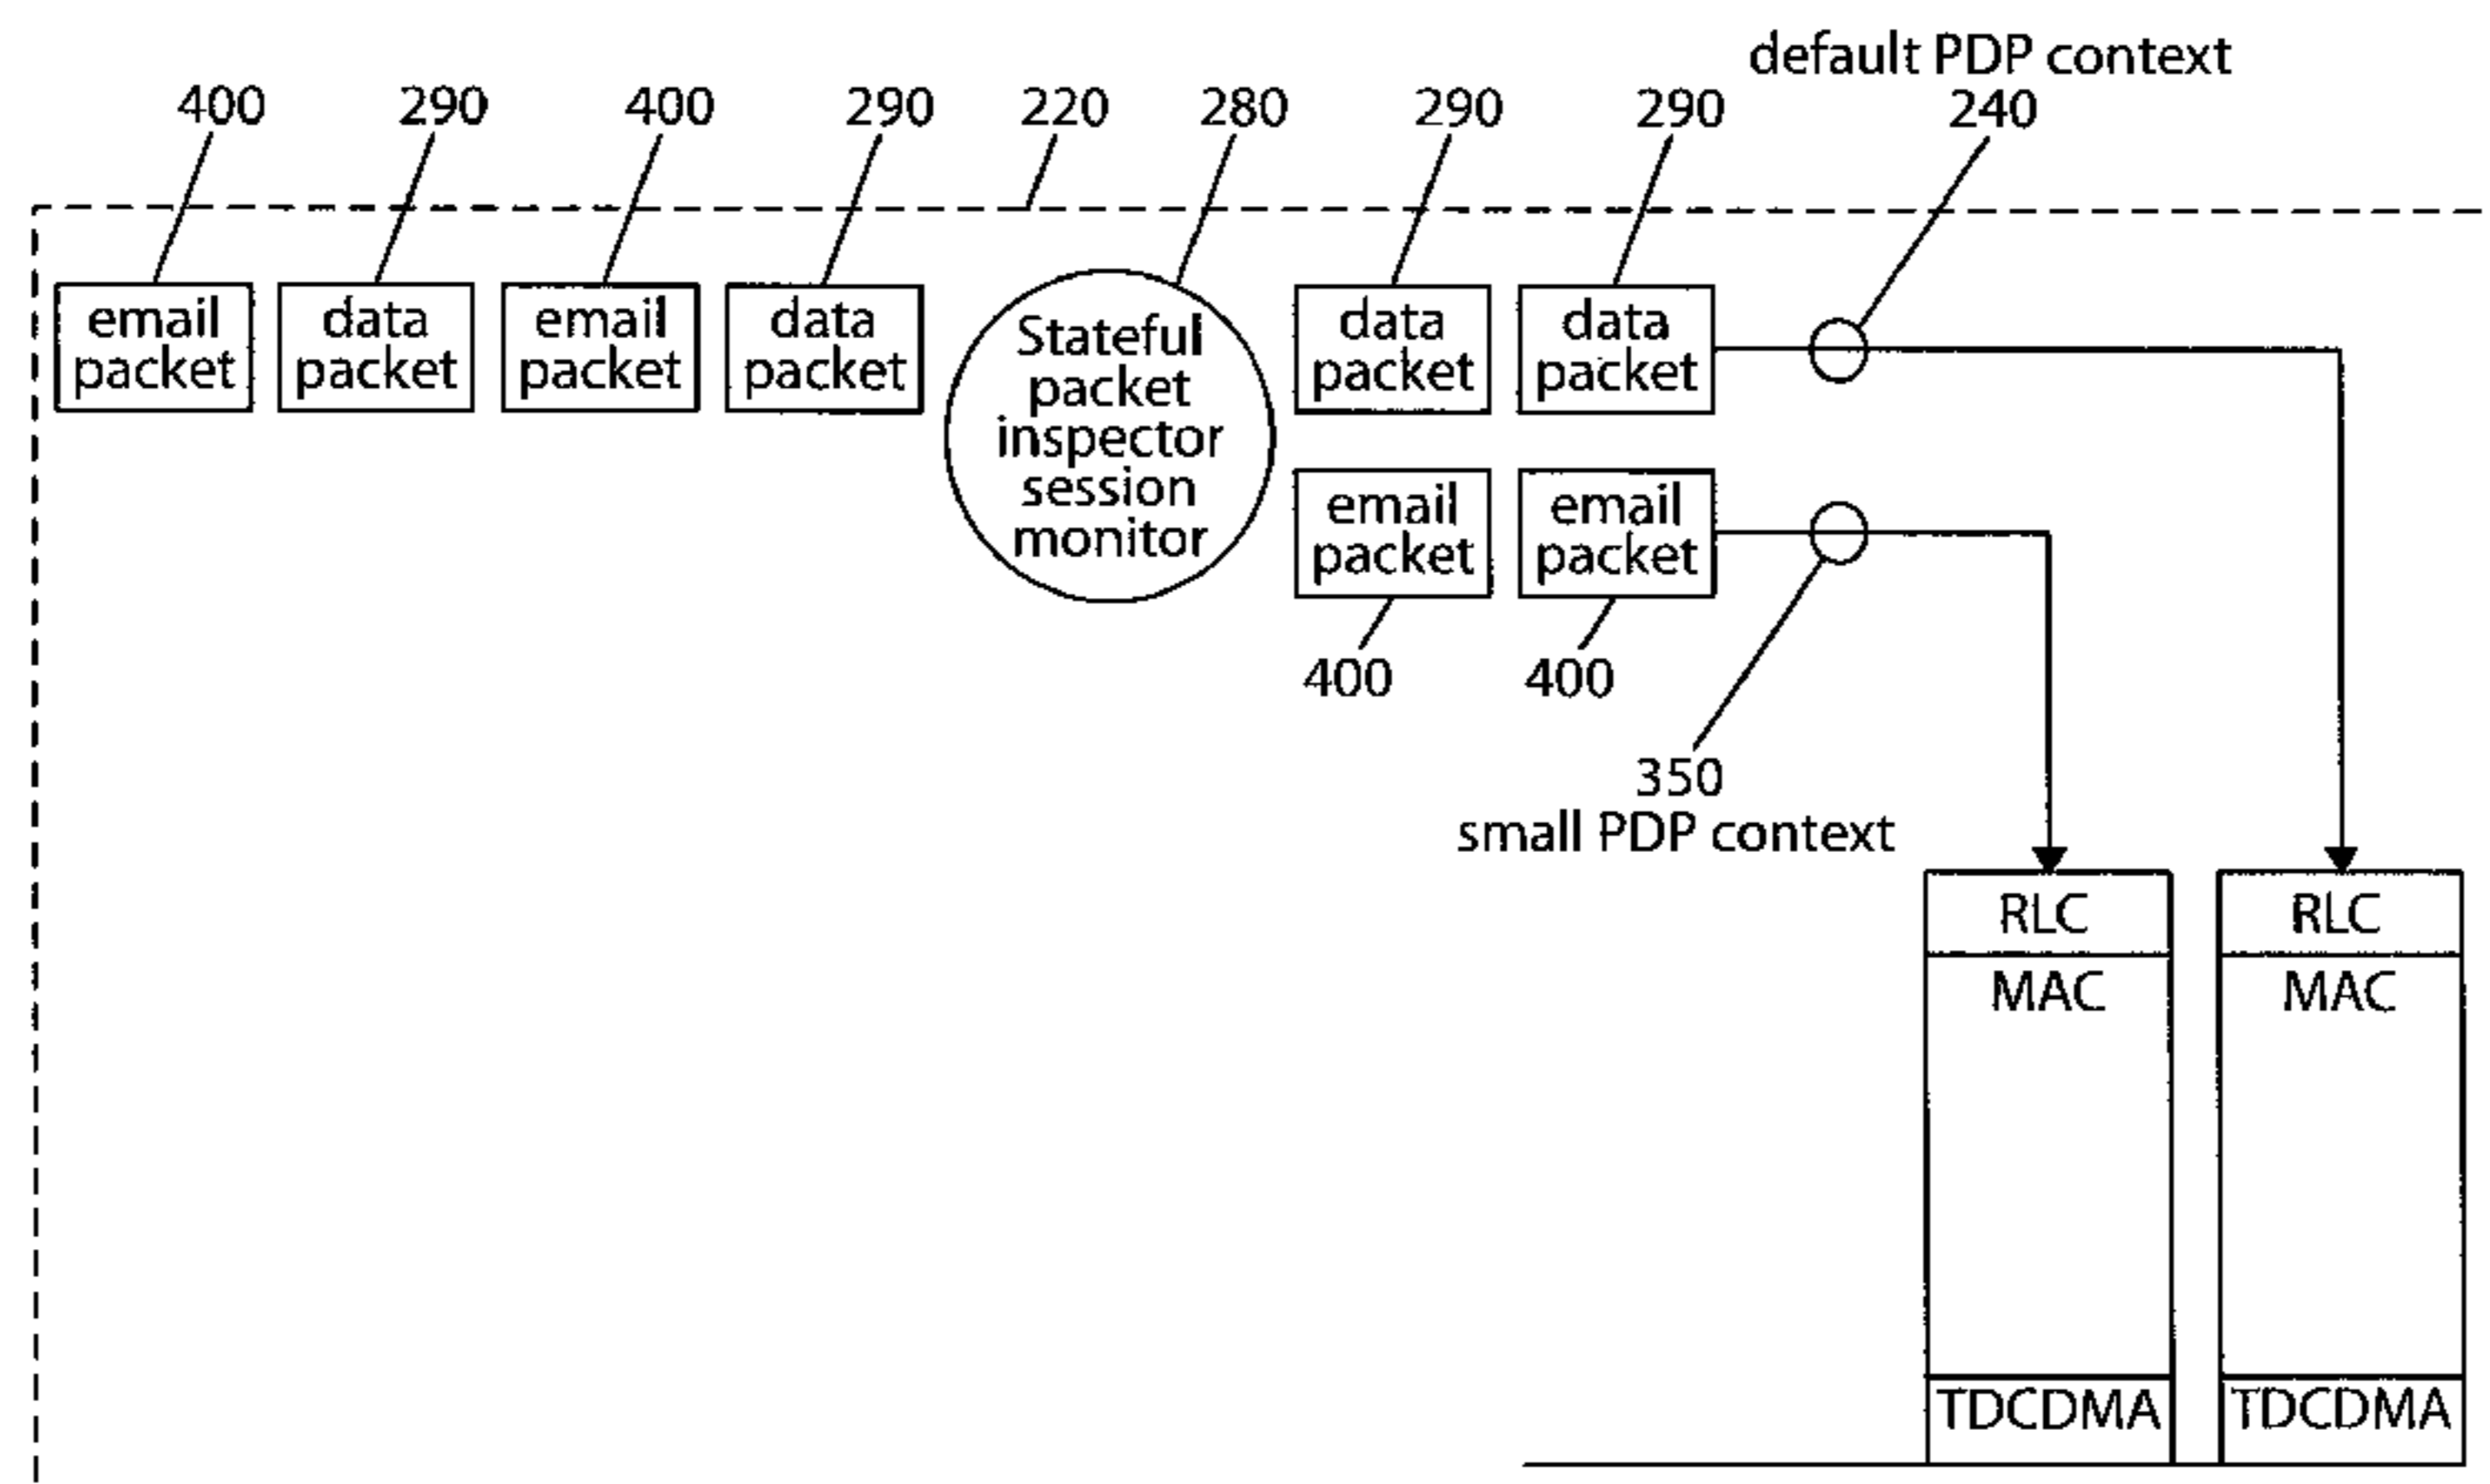 default PDP context
400 290 400 290 220 280 290 290 240
email packet
data packet
email packet
data packet
Stateful
packet
inspector
session
monitor
data packet
data packet
email packet
email packet
400 400
350
small PDP context
RLC RLC
MAC MAC
TDCDMA TDCDMA